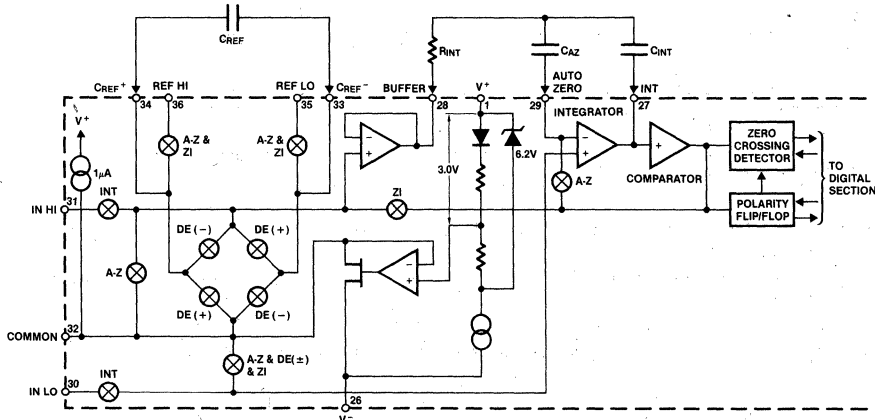 CREF
RINT
CAZ
CINT
CREF+
REF HI
REF LO
CREF−
BUFFER
V+
AUTO
ZERO
INT
34
36
35
33
28
1
29
27
INTEGRATOR
V+
A-Z &
ZI
A-Z &
ZI
−
+
3.0V
6.2V
−
+
+
ZERO
CROSSING
DETECTOR
TO
DIGITAL
SECTION
1μA
COMPARATOR
INT
ZI
A-Z
POLARITY
FLIP/FLOP
IN HI
31
DE (−)
DE (+)
A-Z
−
+
DE (+)
DE (−)
COMMON
32
A-Z & DE(±)
& ZI
INT
IN LO
30
26
V−